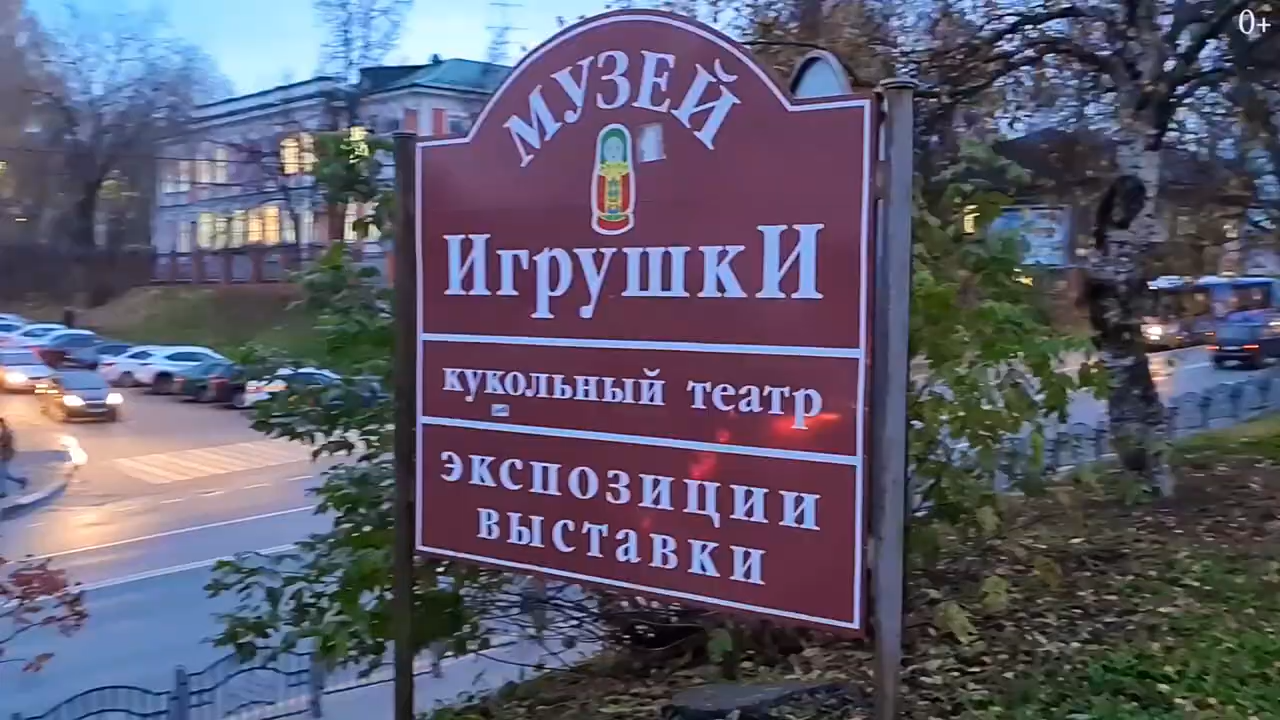 0+
МУЗЕЙ
ИгрушкИ
кукольный театр
экспозиции
выставки